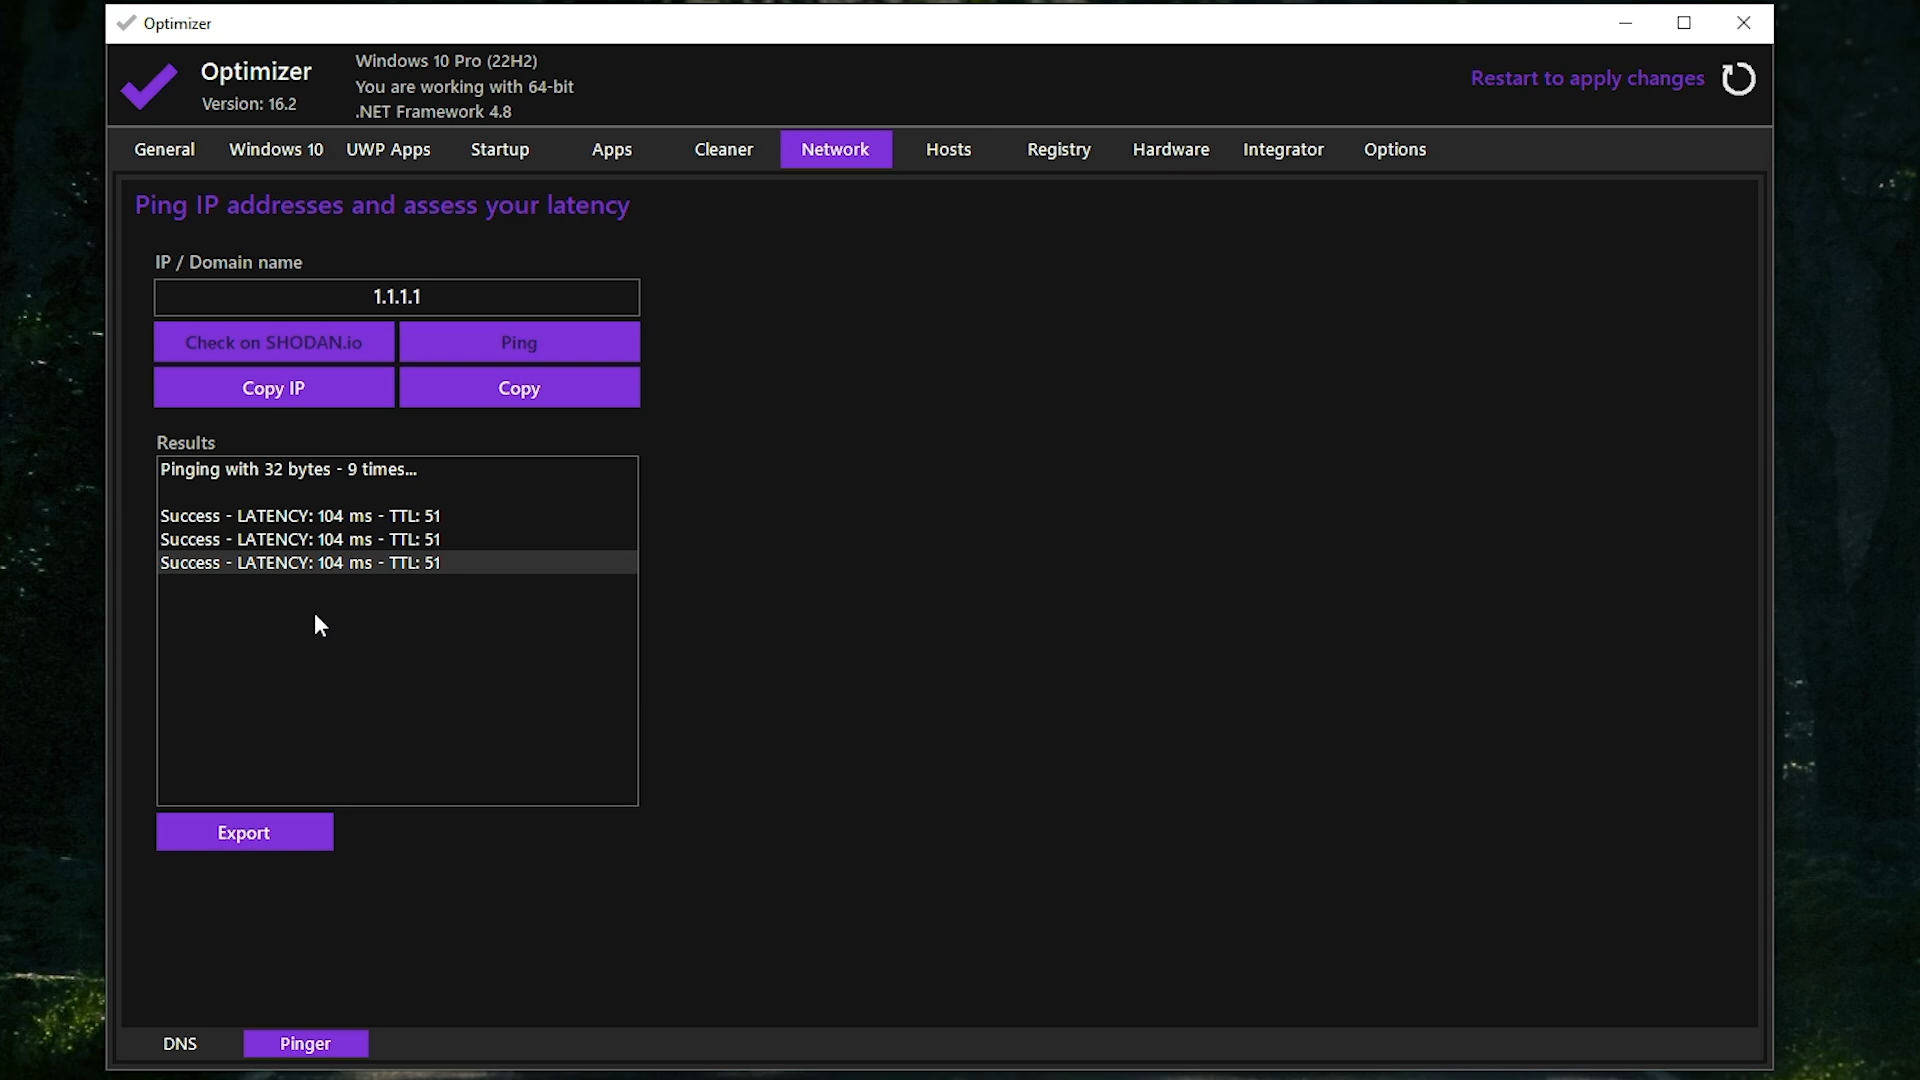 Optimizer
Optimizer
Version: 16.2
Windows 10 Pro (22H2)
You are working with 64-bit
.NET Framework 4.8
Restart to apply changes
General Windows 10 UWP Apps Startup Apps Cleaner Network Hosts Registry Hardware Integrator Options
Ping IP addresses and assess your latency
IP / Domain name
1.1.1.1
Check on SHODAN.io Ping
Copy IP Copy
Results
Pinging with 32 bytes - 9 times...
Success - LATENCY: 104 ms - TTL: 51
Success - LATENCY: 104 ms - TTL: 51
Success - LATENCY: 104 ms - TTL: 51
Export
DNS Pinger